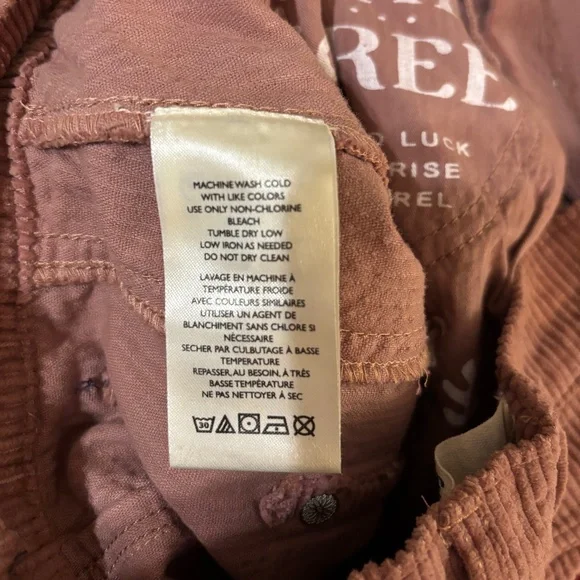 REE
LUCK
RISE
REL
MACHINE WASH COLD
WITH LIKE COLORS
USE ONLY NON-CHLORINE
BLEACH
TUMBLE DRY LOW
LOW IRON AS NEEDED
DO NOT DRY CLEAN
LAVAGE EN MACHINE À
TEMPÉRATURE FROIDE
AVEC COULEURS SIMILAIRES
UTILISER UN AGENT DE
BLANCHIMENT SANS CHLORE SI
NÉCESSAIRE
SECHER PAR CULBUTAGE À BASSE
TEMPERATURE
REPASSER, AU BESOIN, À TRÈS
BASSE TEMPÉRATURE
NE PAS NETTOYER À SEC
30